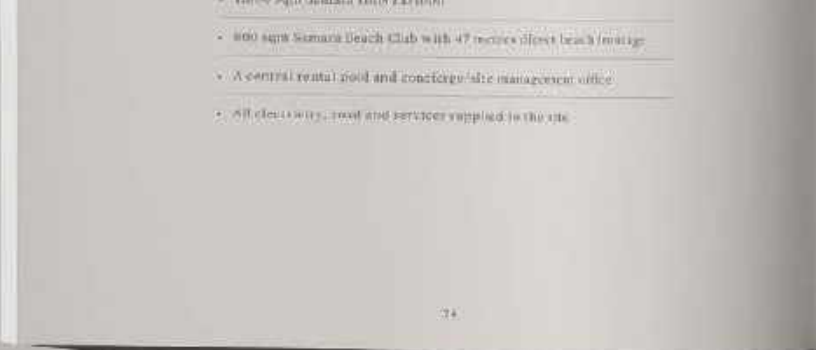 • 600 sqm Samara Beach Club with 47 metres direct beach frontage
• A central rental pool and concierge/site management office
• All electricity, road and services supplied to the site
74